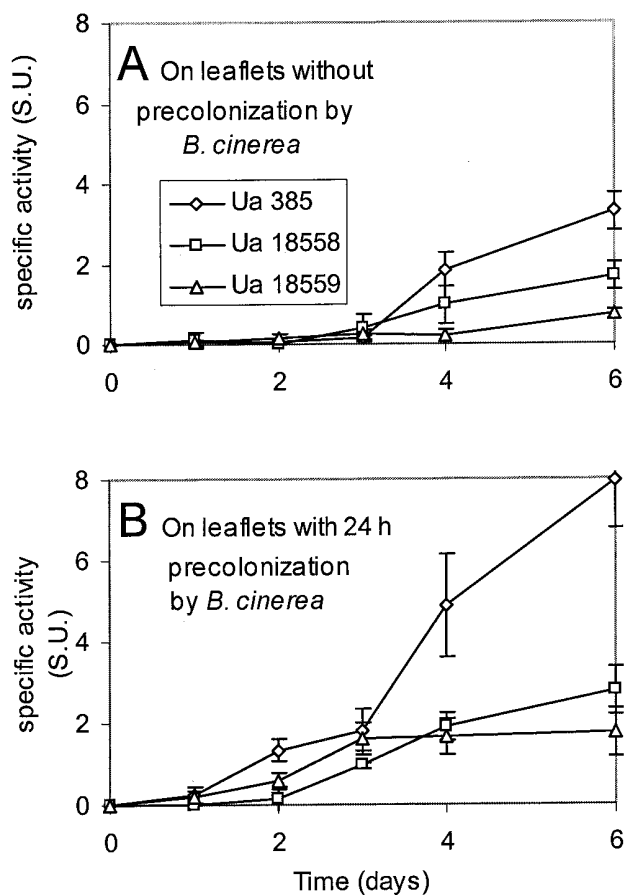 8
6
4
2
0
specific activity (S.U.)
A On leaflets without
precolonization by
B. cinerea
Ua 385
Ua 18558
Ua 18559
0 2 4 6
8
6
4
2
0
specific activity
(S.U.)
B On leaflets with 24 h
precolonization
by B. cinerea
0 2 4 6
Time (days)